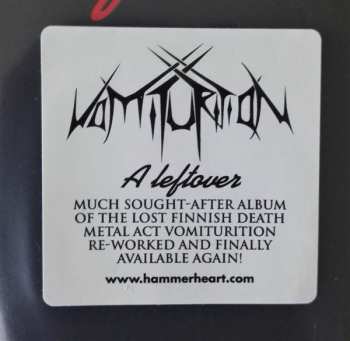 VOMITURITION
A leftover
MUCH SOUGHT-AFTER ALBUM
OF THE LOST FINNISH DEATH
METAL ACT VOMITURITION
RE-WORKED AND FINALLY
AVAILABLE AGAIN!
www.hammerheart.com